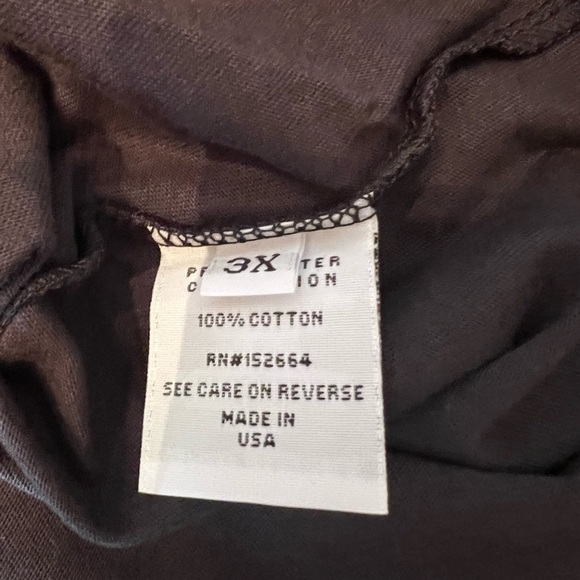 3X
100% COTTON
RN#152664
SEE CARE ON REVERSE
MADE IN
USA